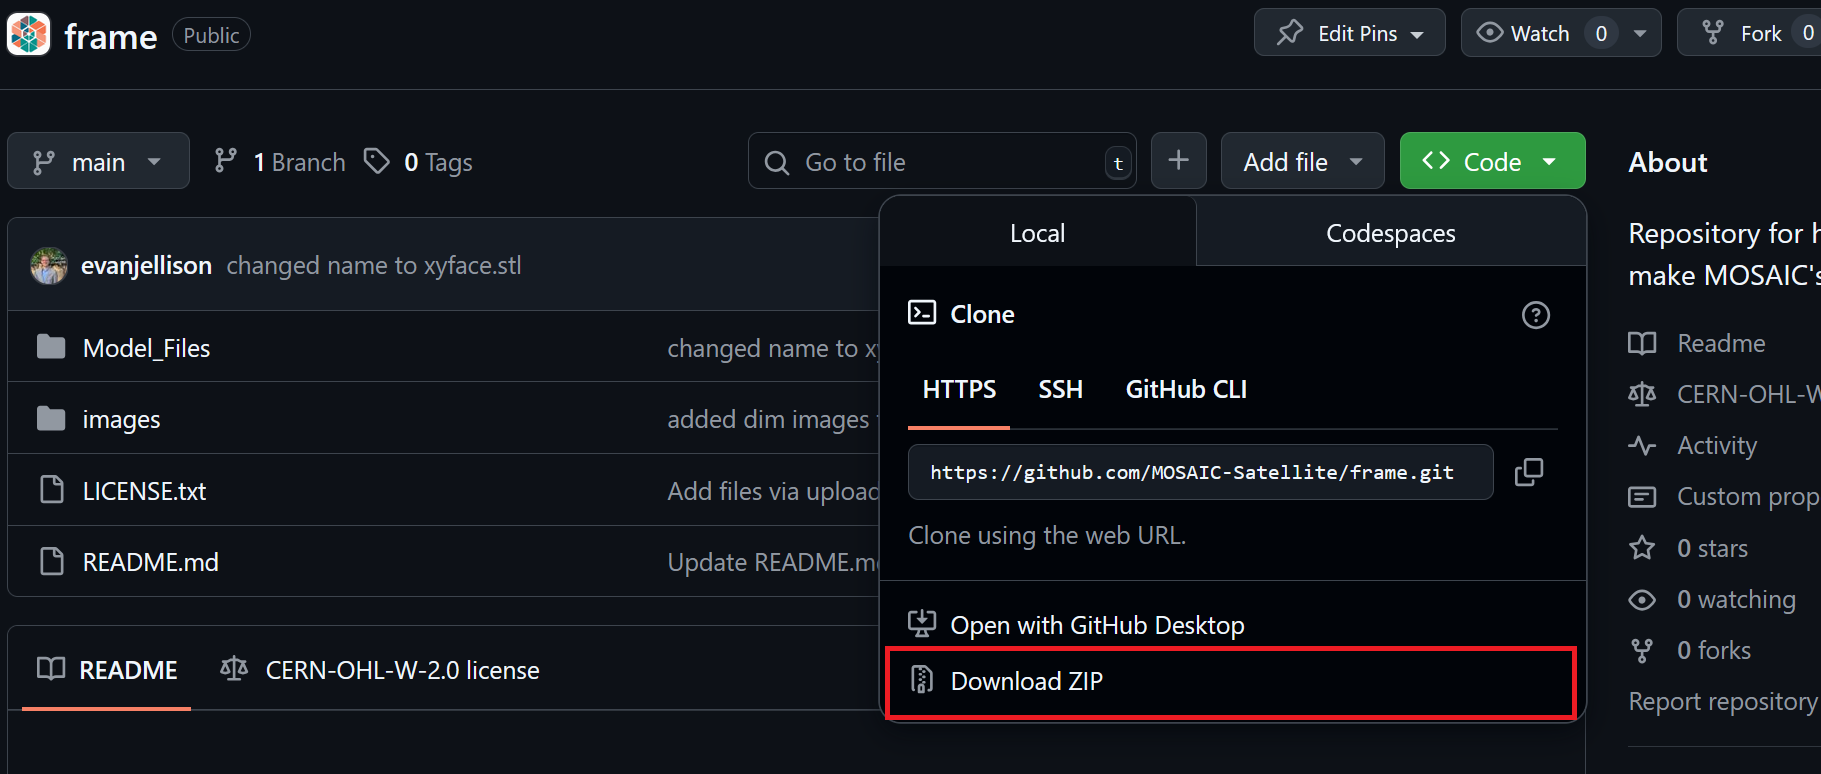 frame Public Edit Pins Watch 0 Fork 0
main 1 Branch 0 Tags Go to file t Add file Code About
Local Codespaces
Repository for
make MOSAIC's
evanjellison changed name to xyface.stl
Clone
Model_Files changed name to Readme
HTTPS SSH GitHub CLI CERN-OHL-W
images added dim images Activity
https://github.com/MOSAIC-Satellite/frame.git
LICENSE.txt Add files via upload Custom prop
Clone using the web URL. 0 stars
README.md Update README.md
0 watching
Open with GitHub Desktop 0 forks
README CERN-OHL-W-2.0 license Download ZIP
Report repository